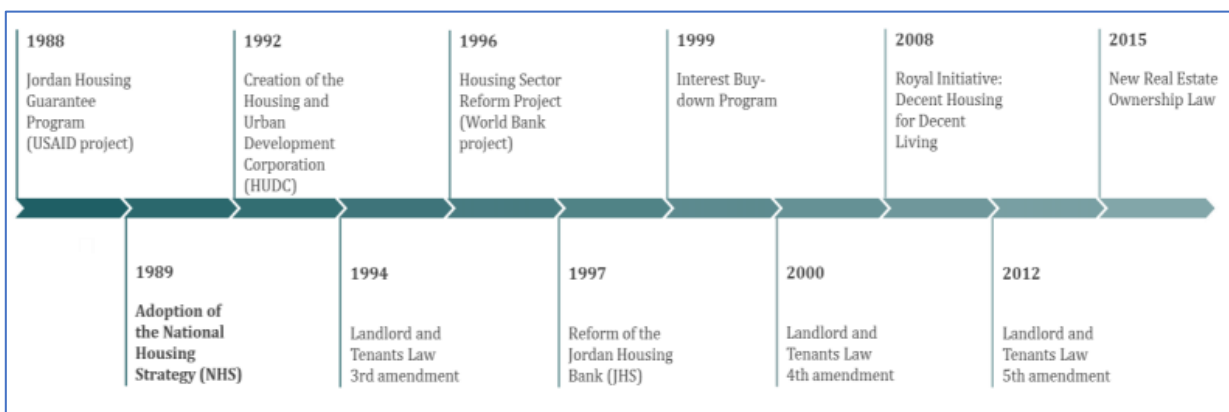 1988
Jordan Housing
Guarantee
Program
(USAID project)
1992
Creation of the
Housing and
Urban
Development
Corporation
(HUDC)
1996
Housing Sector
Reform Project
(World Bank
project)
1999
Interest Buy-
down Program
2008
Royal Initiative:
Decent Housing
for Decent
Living
2015
New Real Estate
Ownership Law
1989
Adoption of
the National
Housing
Strategy (NHS)
1994
Landlord and
Tenants Law
3rd amendment
1997
Reform of the
Jordan Housing
Bank (JHS)
2000
Landlord and
Tenants Law
4th amendment
2012
Landlord and
Tenants Law
5th amendment